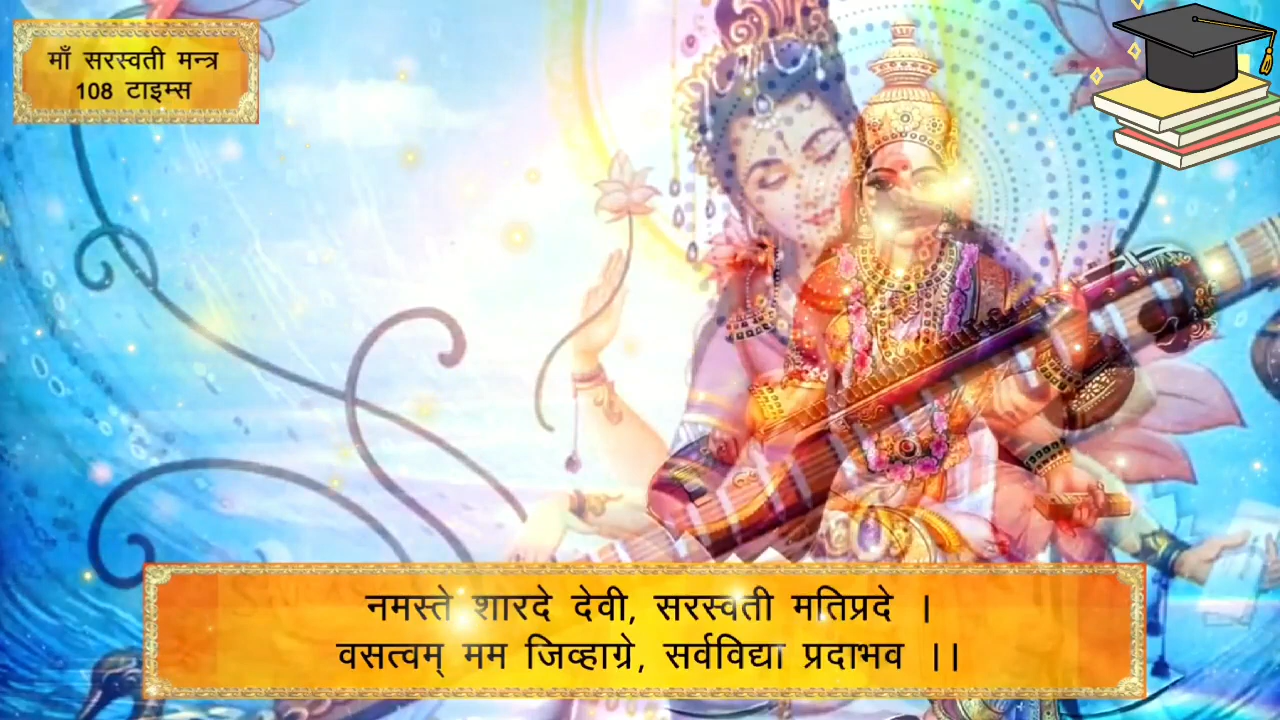 माँ सरस्वती मन्त्र
108 टाइम्स
नमस्ते शारदे देवी, सरस्वती मतिप्रदे ।
वसत्वम् मम जिव्हाग्रे, सर्वविद्या प्रदाभव ।।